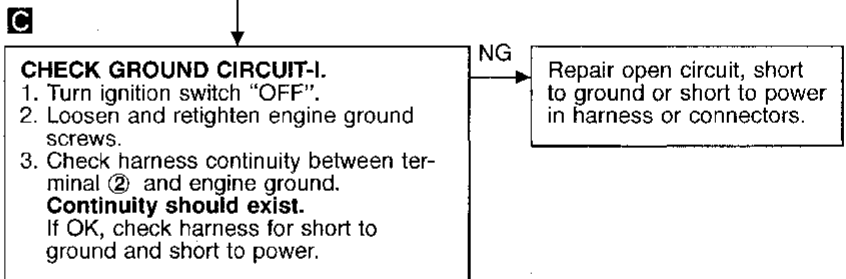 C
CHECK GROUND CIRCUIT-I.
1. Turn ignition switch “OFF”.
2. Loosen and retighten engine ground
screws.
3. Check harness continuity between ter-
minal ② and engine ground.
Continuity should exist.
If OK, check harness for short to
ground and short to power.
NG
Repair open circuit, short
to ground or short to power
in harness or connectors.